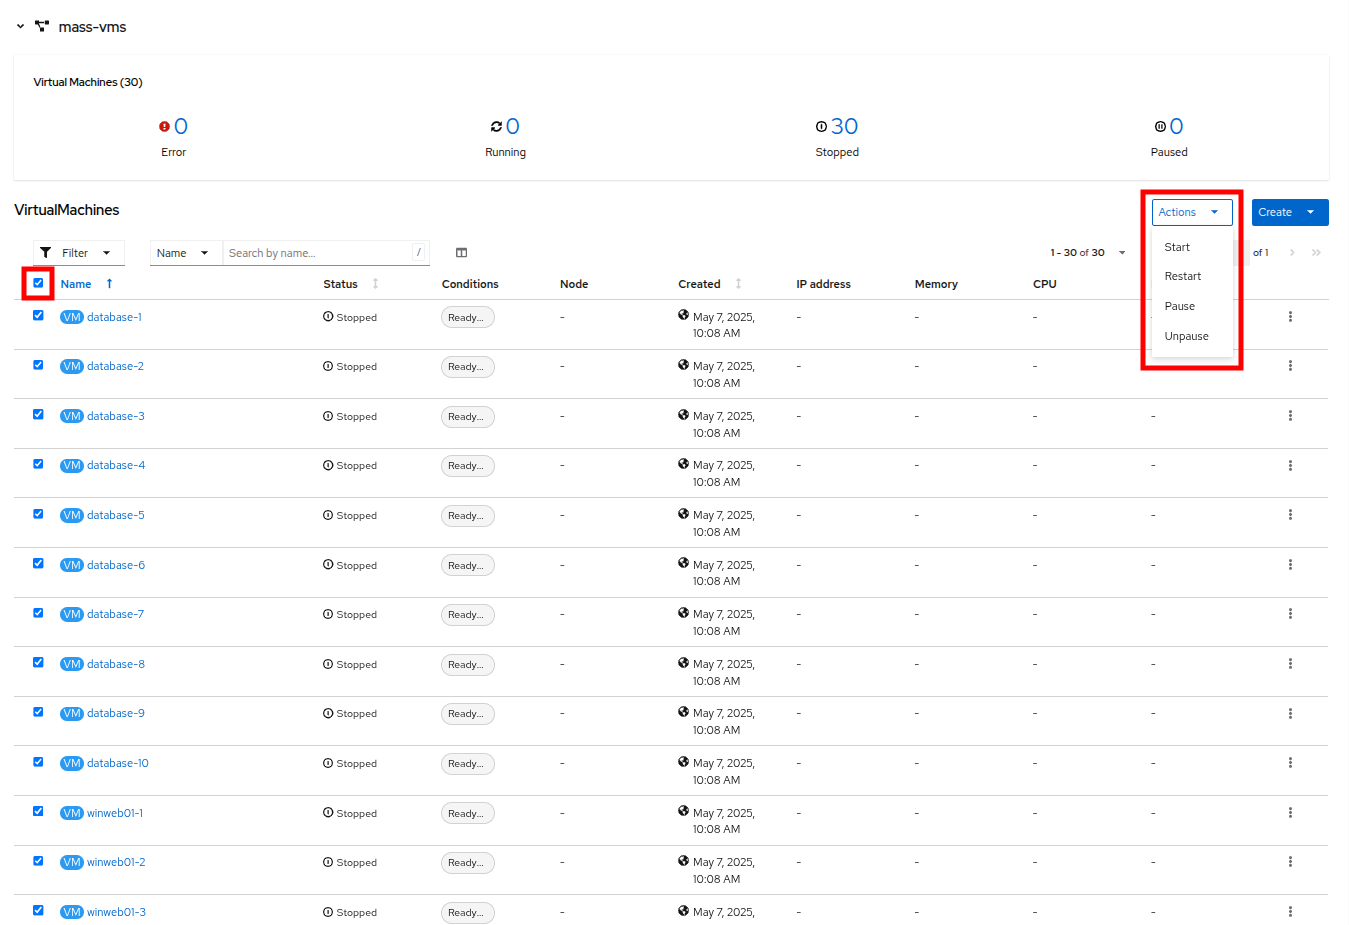 mass-vms
Virtual Machines (30)
0 0 30 0
Error Running Stopped Paused
VirtualMachines Actions Create
Filter Name Search by name... / 1 - 30 of 30 of 1
Start
Restart
Pause
Unpause
Name Status Conditions Node Created IP address Memory CPU
VM database-1 Stopped Ready... - May 7, 2025, - - - -
10:08 AM
VM database-2 Stopped Ready... - May 7, 2025, - - -
10:08 AM
VM database-3 Stopped Ready... - May 7, 2025, - - - -
10:08 AM
VM database-4 Stopped Ready... - May 7, 2025, - - - -
10:08 AM
VM database-5 Stopped Ready... - May 7, 2025, - - - -
10:08 AM
VM database-6 Stopped Ready... - May 7, 2025, - - - -
10:08 AM
VM database-7 Stopped Ready... - May 7, 2025, - - - -
10:08 AM
VM database-8 Stopped Ready... - May 7, 2025, - - - -
10:08 AM
VM database-9 Stopped Ready... - May 7, 2025, - - - -
10:08 AM
VM database-10 Stopped Ready... - May 7, 2025, - - - -
10:08 AM
VM winweb01-1 Stopped Ready... - May 7, 2025, - - - -
10:08 AM
VM winweb01-2 Stopped Ready... - May 7, 2025, - - - -
10:08 AM
VM winweb01-3 Stopped Ready... - May 7, 2025, - - - -